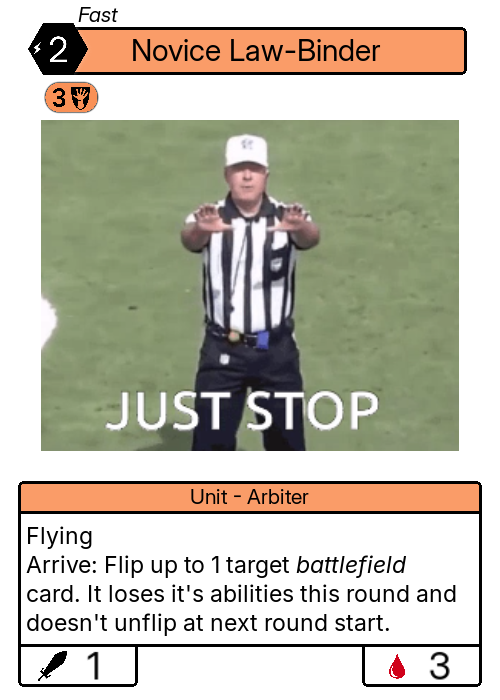 Fast
2
Novice Law-Binder
3
JUST STOP
Unit - Arbiter
Flying
Arrive: Flip up to 1 target battlefield
card. It loses it's abilities this round and
doesn't unflip at next round start.
1
3